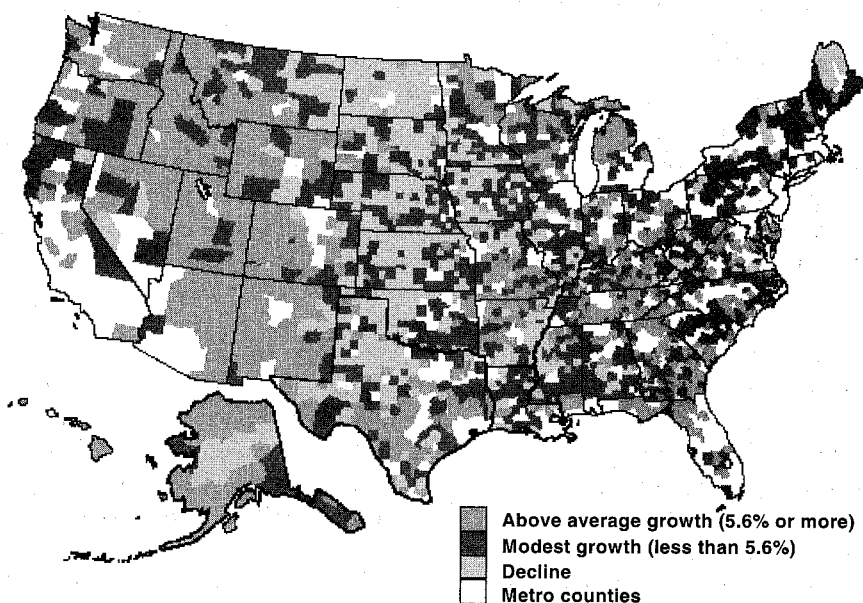 Above average growth (5.6% or more)
Modest growth (less than 5.6%)
Decline
Metro counties